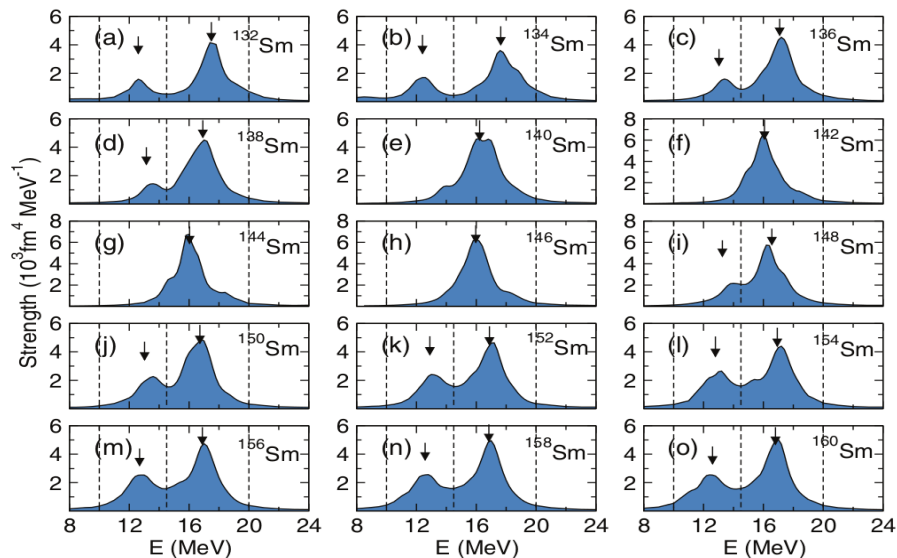 Strength (10³fm⁴ MeV⁻¹)
6 4 2
(a) ¹³²Sm
(b) ¹³⁴Sm
(c) ¹³⁶Sm
6 4 2
(d) ¹³⁸Sm
(e) ¹⁴⁰Sm
8 6 4 2
(f) ¹⁴²Sm
8 6 4 2
(g) ¹⁴⁴Sm
(h) ¹⁴⁶Sm
(i) ¹⁴⁸Sm
6 4 2
(j) ¹⁵⁰Sm
(k) ¹⁵²Sm
(l) ¹⁵⁴Sm
6 4 2
(m) ¹⁵⁶Sm
(n) ¹⁵⁸Sm
(o) ¹⁶⁰Sm
8 12 16 20 24
8 12 16 20 24
8 12 16 20 24
E (MeV)
E (MeV)
E (MeV)